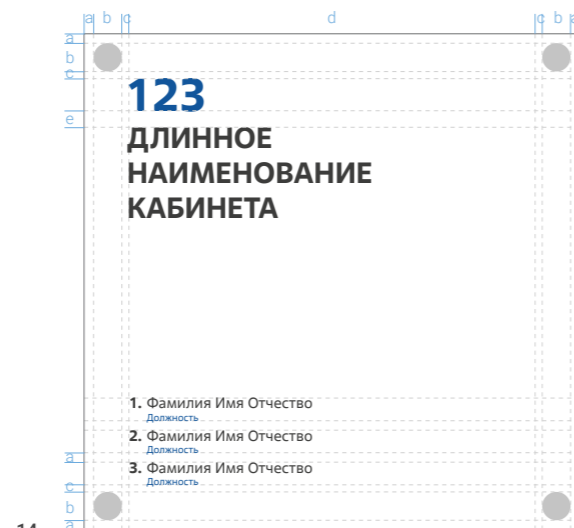 a b c d c b a
a
b
c
123
e
ДЛИННОЕ
НАИМЕНОВАНИЕ
КАБИНЕТА
1. Фамилия Имя Отчество
Должность
2. Фамилия Имя Отчество
Должность
a
3. Фамилия Имя Отчество
Должность
c
b
14
a